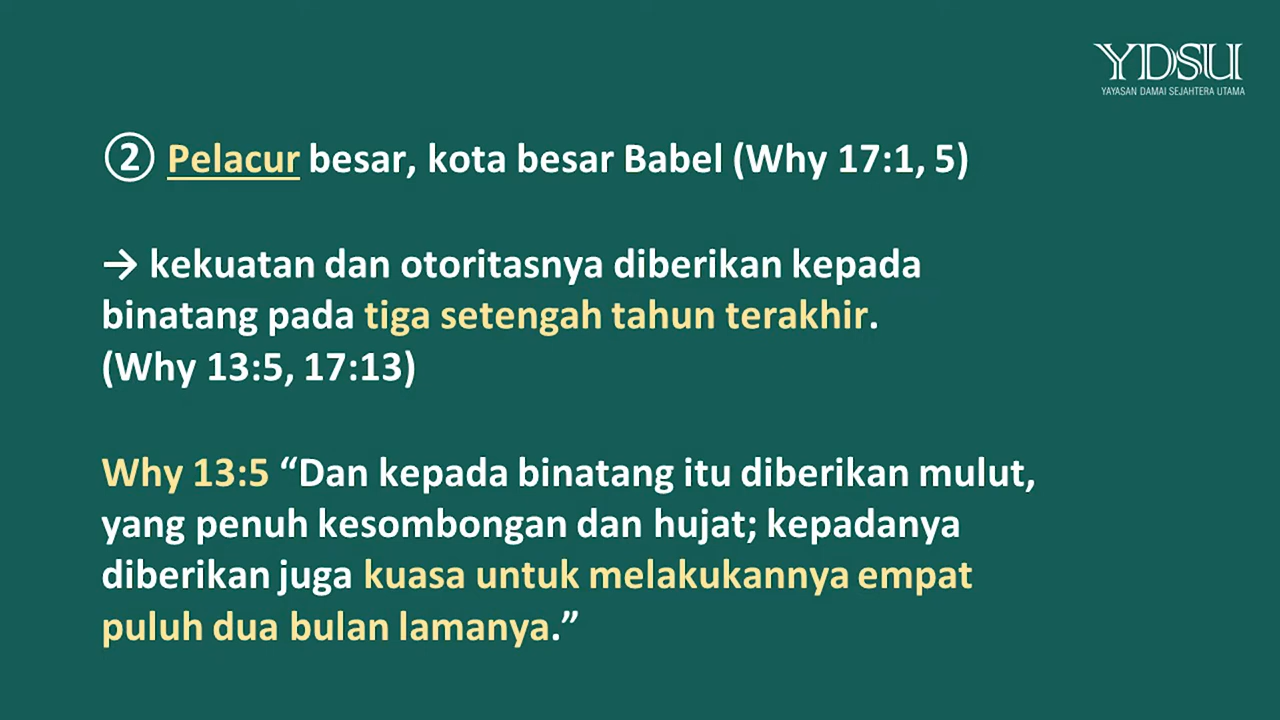 YDSU
YAYASAN DAMAI SEJAHTERA UTAMA
② Pelacur besar, kota besar Babel (Why 17:1, 5)
→ kekuatan dan otoritasnya diberikan kepada
binatang pada tiga setengah tahun terakhir.
(Why 13:5, 17:13)
Why 13:5 “Dan kepada binatang itu diberikan mulut,
yang penuh kesombongan dan hujat; kepadanya
diberikan juga kuasa untuk melakukannya empat
puluh dua bulan lamanya.”